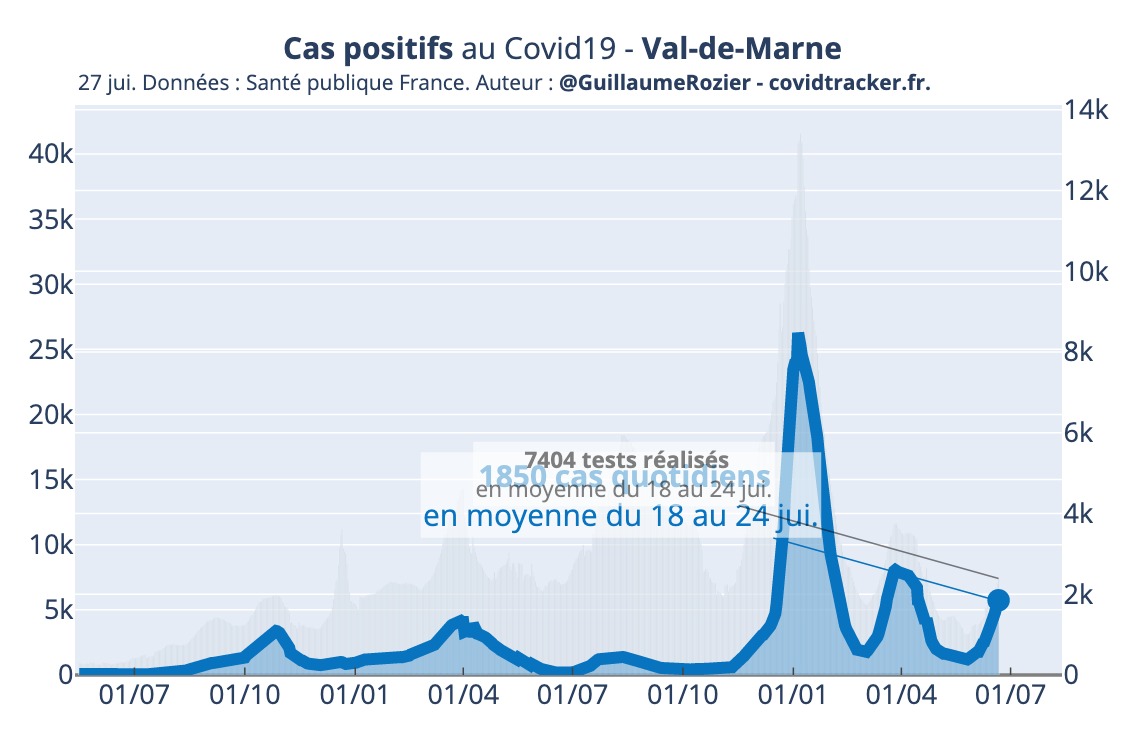 Cas positifs au Covid19 - Val-de-Marne
27 jui. Données : Santé publique France. Auteur : @GuillaumeRozier - covidtracker.fr.
14k
40k
12k
35k
10k
30k
25k
8k
20k
6k
7404 tests réalisés
15k
1850 cas quotidiens
en moyenne du 18 au 24 jui.
en moyenne du 18 au 24 jui.
4k
10k
2k
5k
0
0
01/07
01/10
01/01
01/04
01/07
01/10
01/01
01/04
01/07